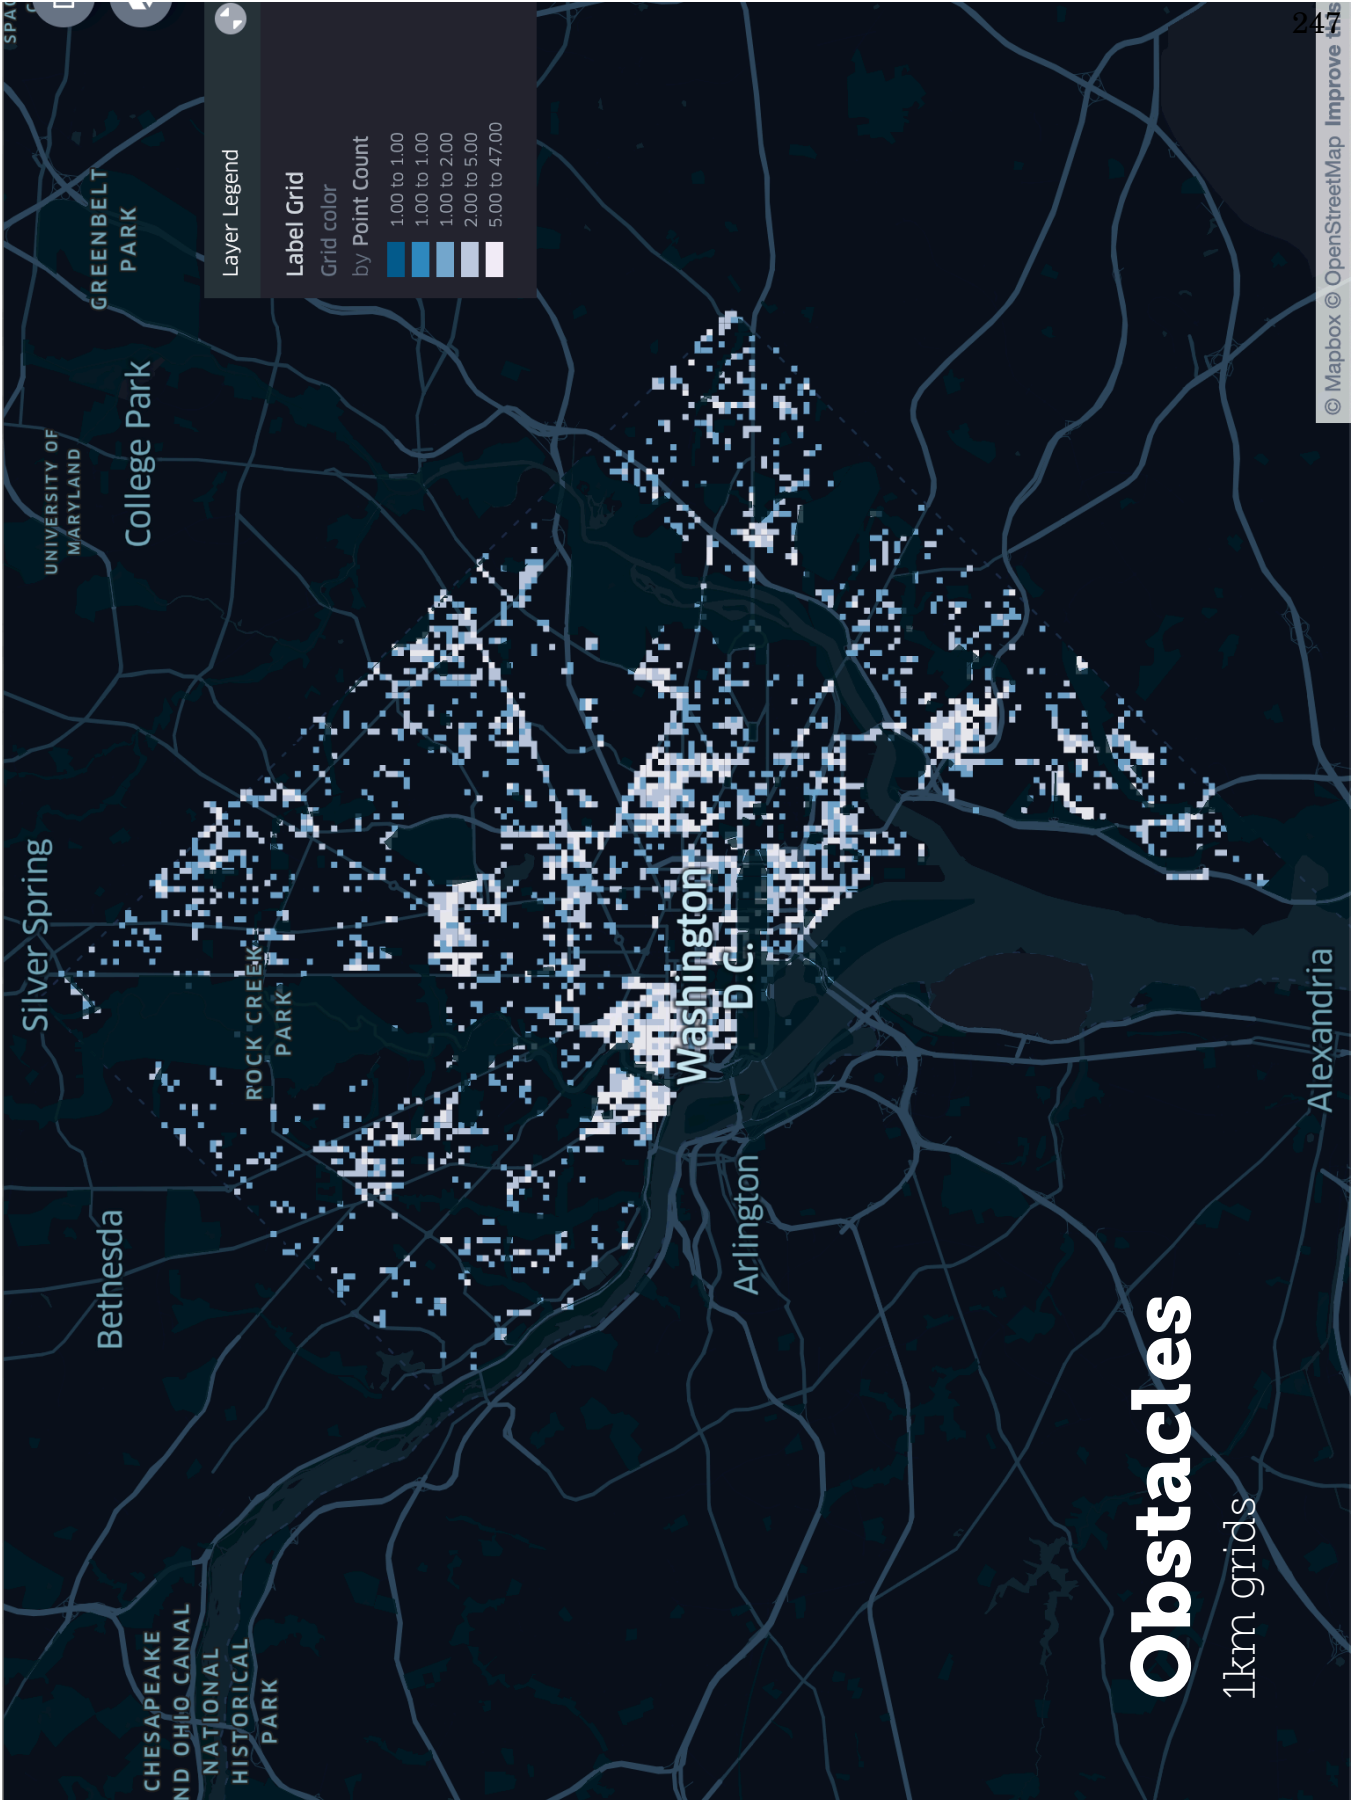 247
SPAC
GREENBELT
PARK
UNIVERSITY OF
MARYLAND
College Park
Silver Spring
ROCK CREEK
PARK
Bethesda
CHESAPEAKE
ND OHIO CANAL
NATIONAL
HISTORICAL
PARK
Washington
D.C.
Arlington
Alexandria
Layer Legend
Label Grid
Grid color
by Point Count
1.00 to 1.00
1.00 to 1.00
1.00 to 2.00
2.00 to 5.00
5.00 to 47.00
Obstacles
1km grids
© Mapbox © OpenStreetMap Improve this